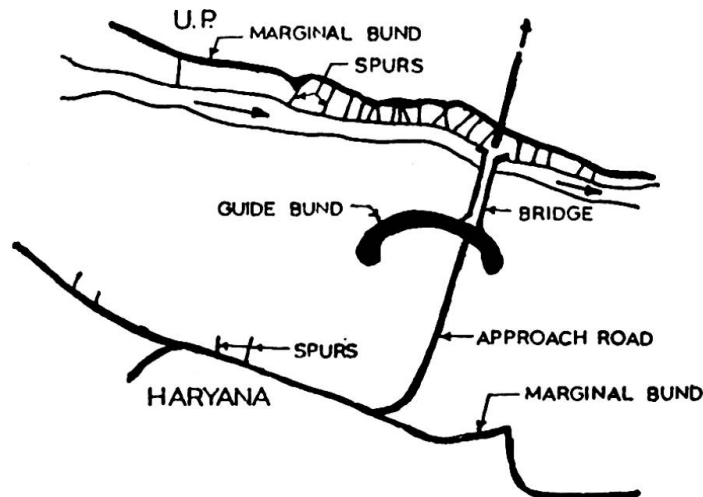 U.P.
MARGINAL BUND
SPURS
GUIDE BUND
BRIDGE
SPURS
APPROACH ROAD
HARYANA
MARGINAL BUND